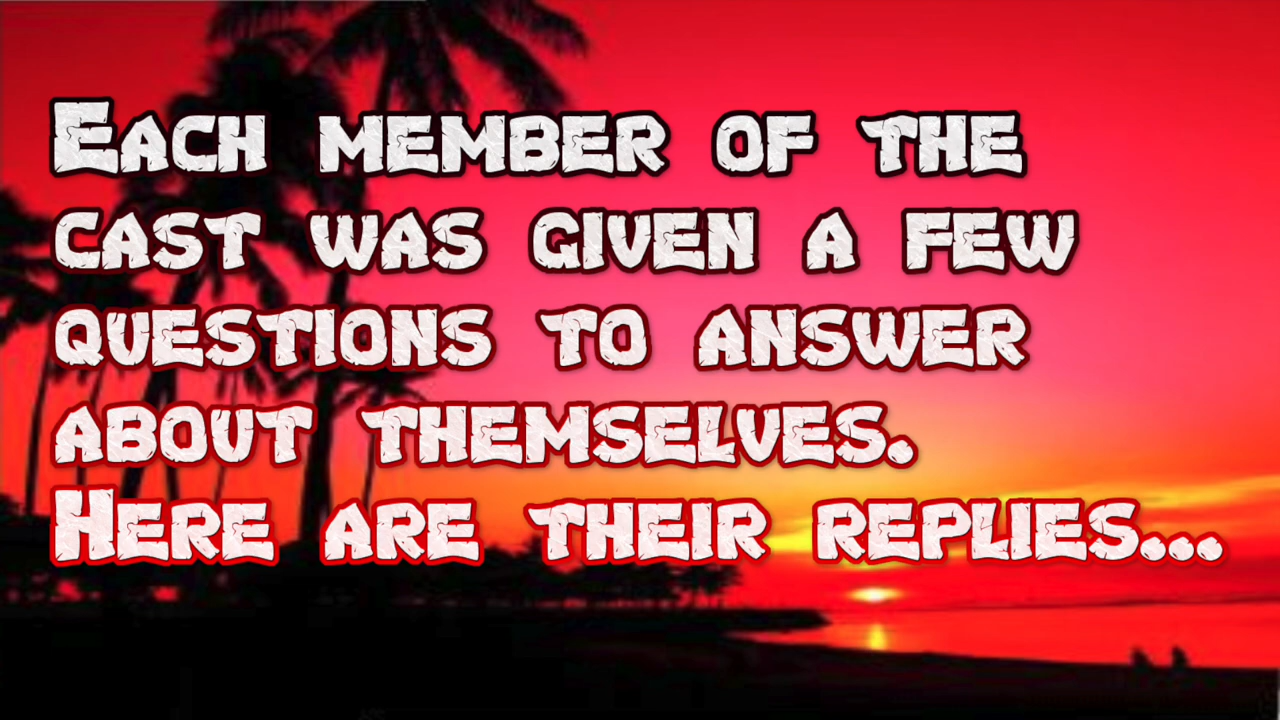 Each member of the
cast was given a few
questions to answer
about themselves.
Here are their replies...